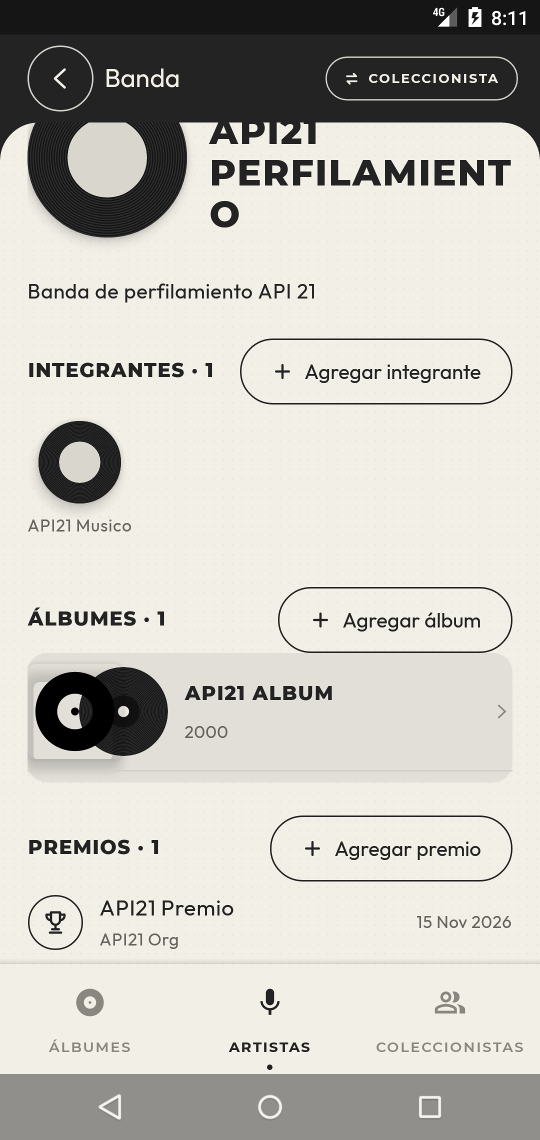 4G 8:11
Banda
COLECCIONISTA
API21
PERFILAMIENT
O
Banda de perfilamiento API 21
INTEGRANTES • 1
+ Agregar integrante
API21 Musico
ÁLBUMES • 1
+ Agregar álbum
API21 ALBUM
2000
PREMIOS • 1
+ Agregar premio
API21 Premio
API21 Org
15 Nov 2026
ÁLBUMES
ARTISTAS
COLECCIONISTAS